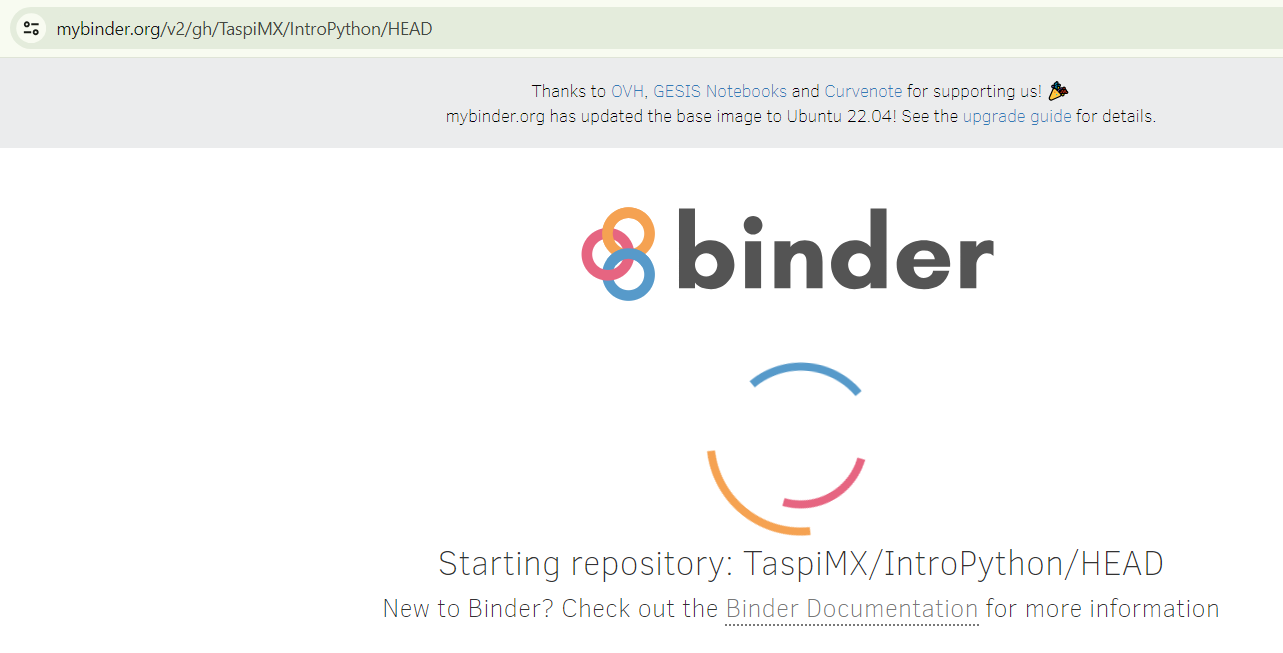 mybinder.org/v2/gh/TaspiMX/IntroPython/HEAD
Thanks to OVH, GESIS Notebooks and Curvenote for supporting us! 🎉
mybinder.org has updated the base image to Ubuntu 22.04! See the upgrade guide for details.
binder
Starting repository: TaspiMX/IntroPython/HEAD
New to Binder? Check out the Binder Documentation for more information